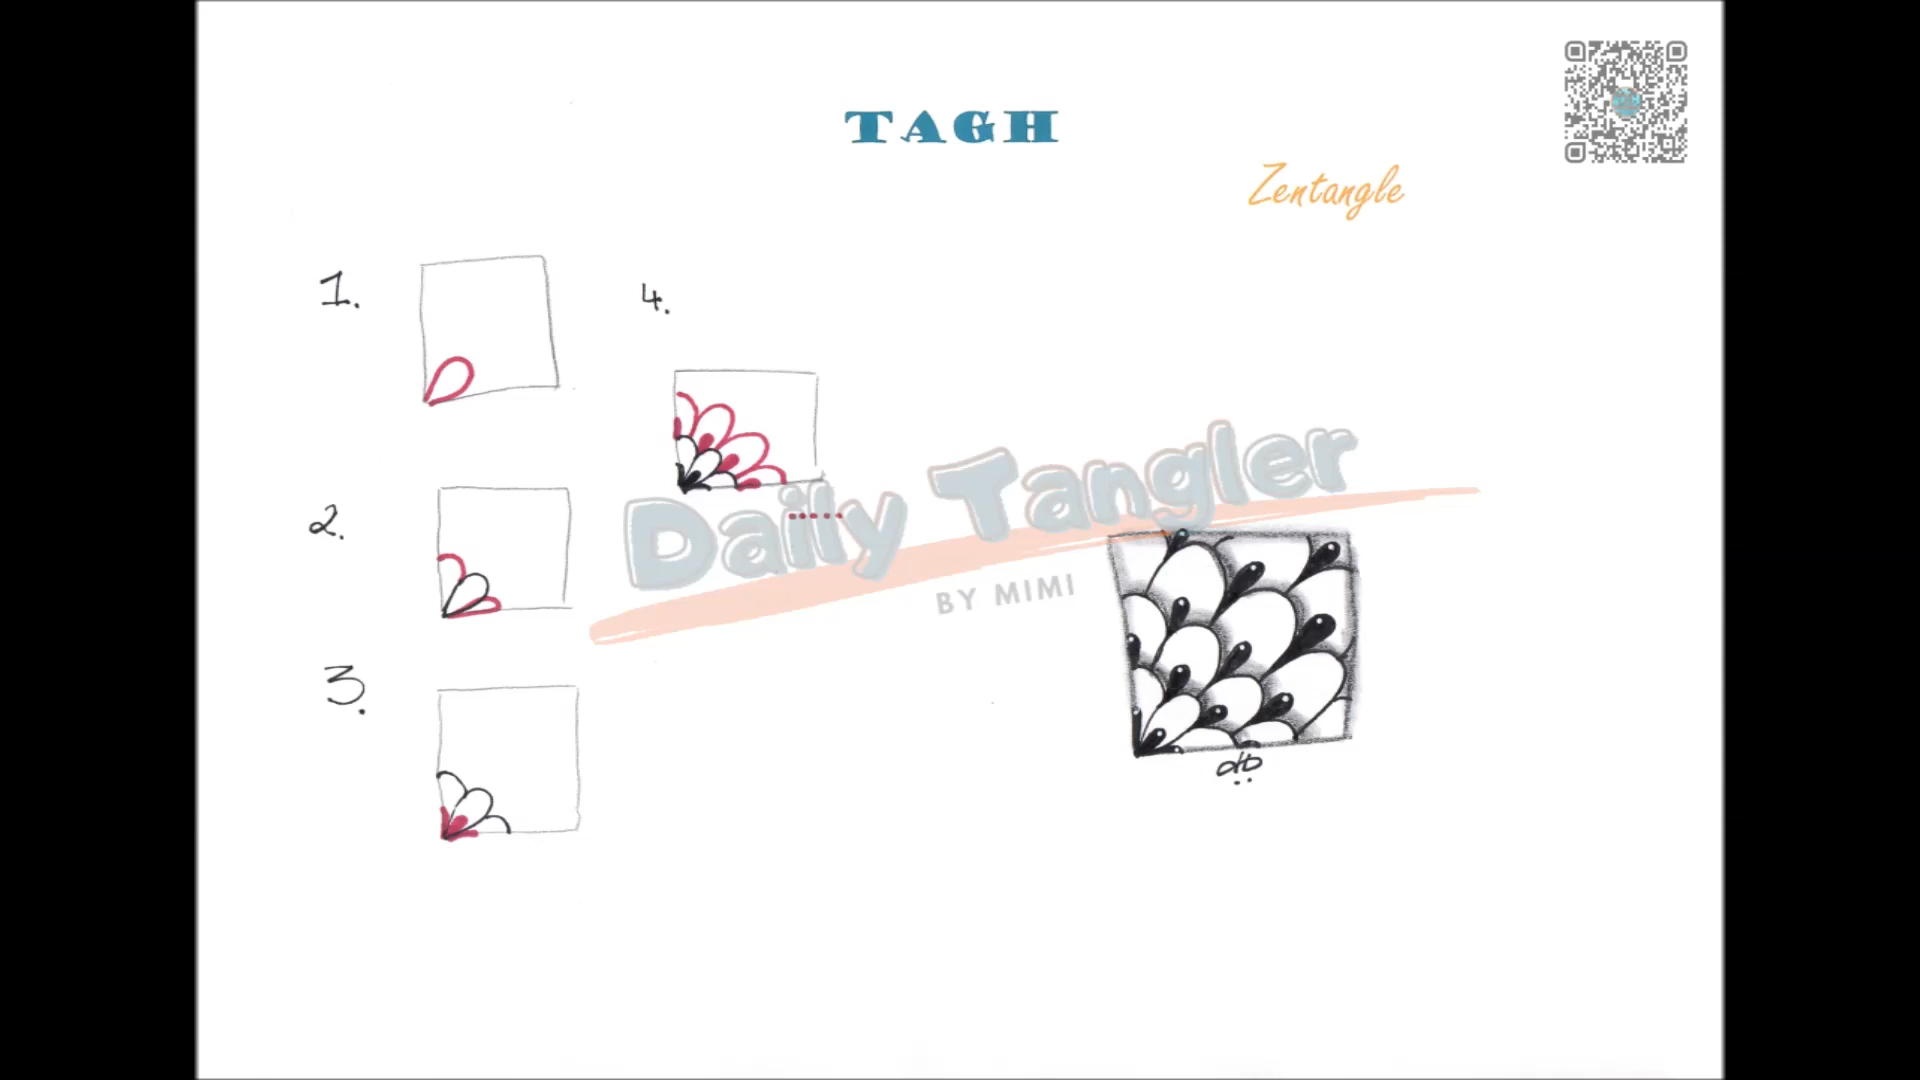 TAGH
Zentangle
1.
4.
2.
3.
Daily Tangler
BY MIMI